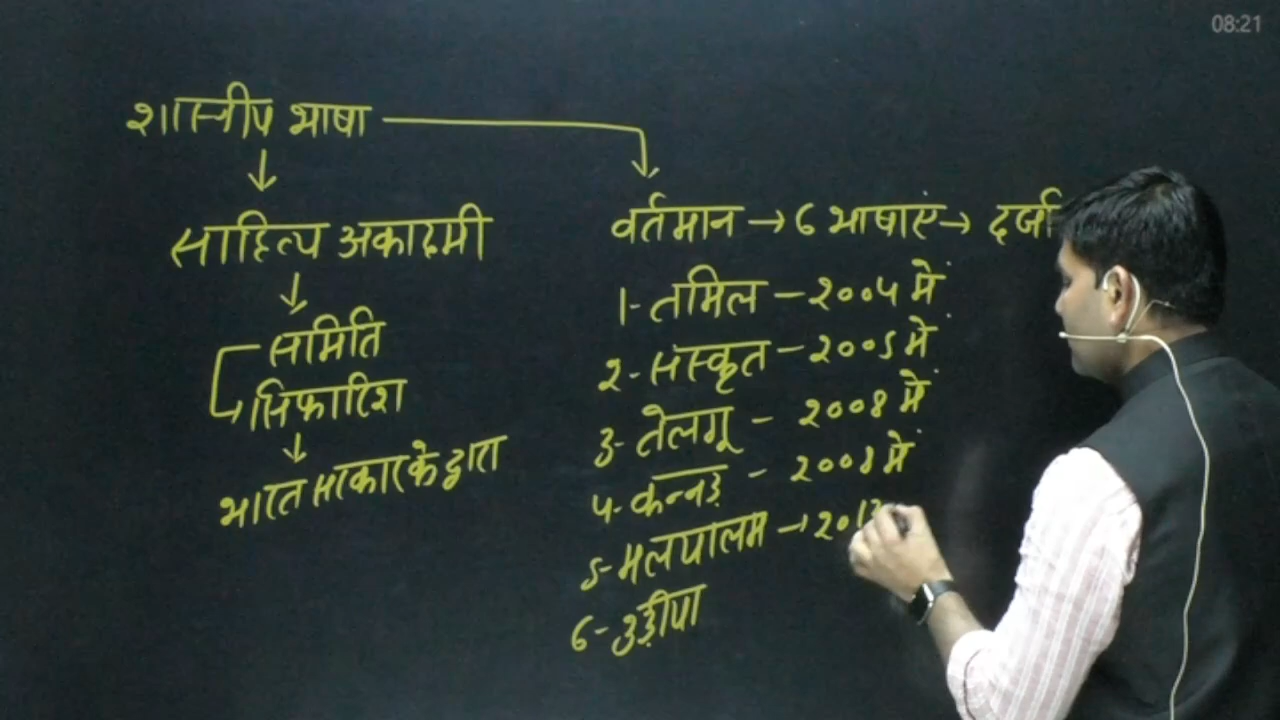 08:21
शास्त्रीय भाषा
साहित्य अकादमी
समिति
सिफारिश
भारत सरकार के द्वारा
वर्तमान → 6 भाषाएं → दर्जा
1- तमिल – 2004 में
2- संस्कृत – 2005 में
3- तेलगू – 2008 में
4- कन्नड़ – 2008 में
5- मलयालम → 2013
6- उड़ीया